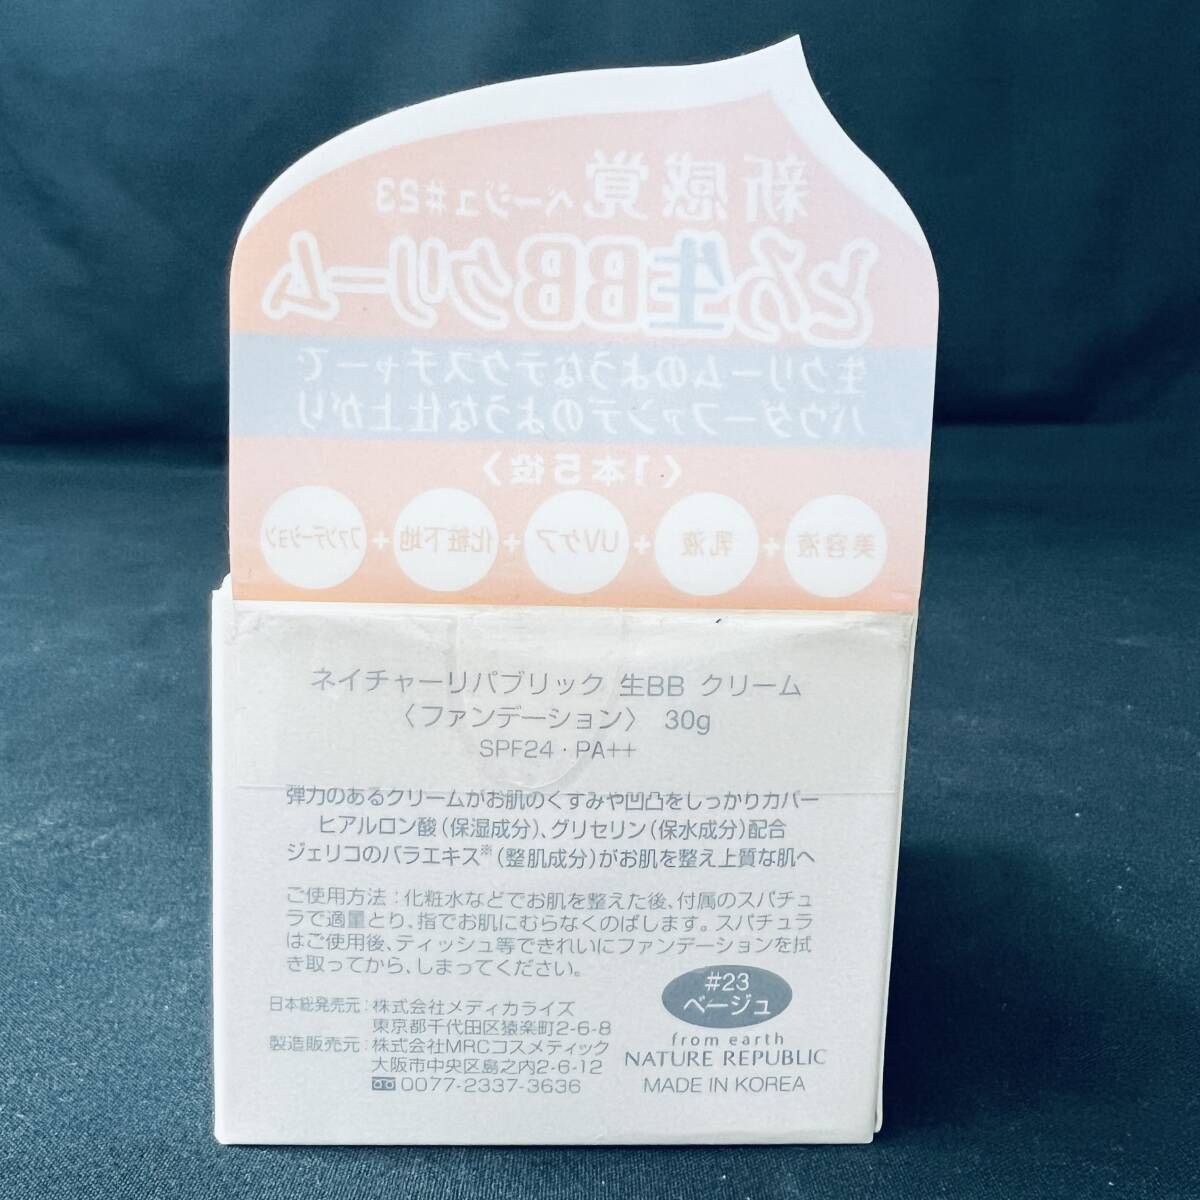 新感覚 ベージュ#23
とろ生BBクリーム
生クリームのようなテクスチャーで
パウダーファンデのような仕上がり
〈1本5役〉
美容液+乳液+UVケア+化粧下地+ファンデーション
ネイチャーリパブリック 生BB クリーム
〈ファンデーション〉 30g
SPF24・PA++
弾力のあるクリームがお肌のくすみや凹凸をしっかりカバー
ヒアルロン酸(保湿成分)、グリセリン(保水成分)配合
ジェリコのバラエキス※(整肌成分)がお肌を整え上質な肌へ
ご使用方法:化粧水などでお肌を整えた後、付属のスパチュ
ラで適量とり、指でお肌にむらなくのばします。スパチュラ
はご使用後、ティッシュ等できれいにファンデーションを拭
き取ってから、しまってください。
#23
ベージュ
日本総発売元:株式会社メディカライズ
東京都千代田区猿楽町2-6-8
製造販売元:株式会社MRCコスメティック
大阪市中央区島之内2-6-12
0077-2337-3636
from earth
NATURE REPUBLIC
MADE IN KOREA